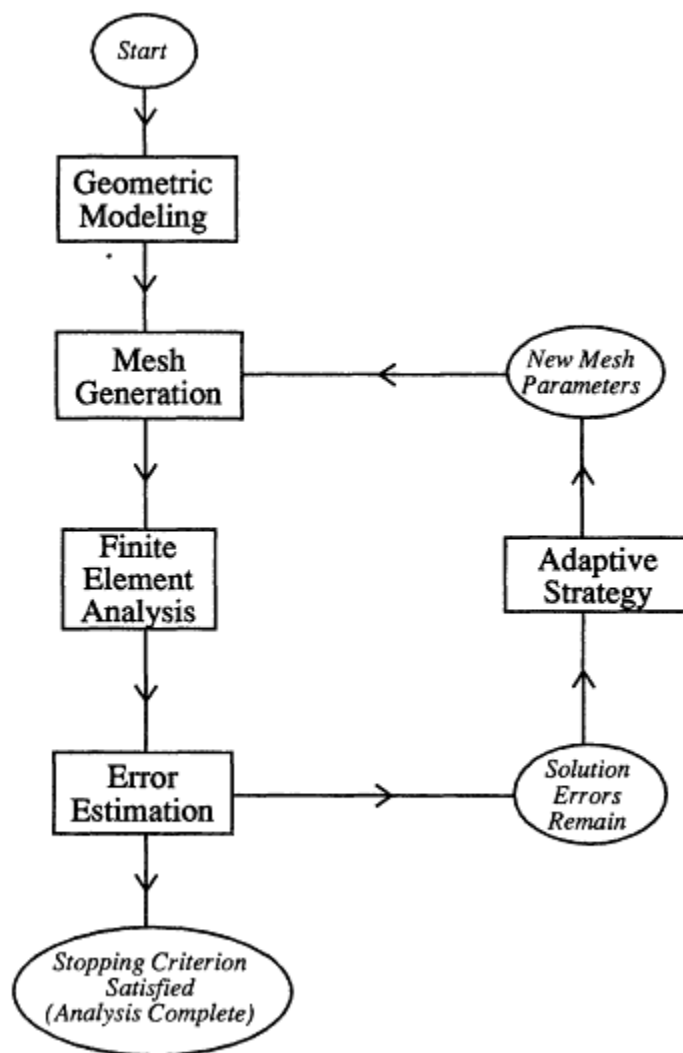 Start
Geometric
Modeling
Mesh
Generation
New Mesh
Parameters
Finite
Element
Analysis
Adaptive
Strategy
Error
Estimation
Solution
Errors
Remain
Stopping Criterion
Satisfied
(Analysis Complete)